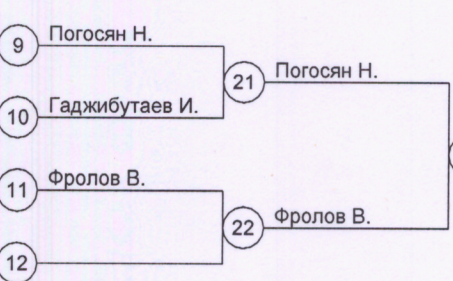 9 Погосян Н.
21 Погосян Н.
10 Гаджибутаев И.
11 Фролов В.
22 Фролов В.
12